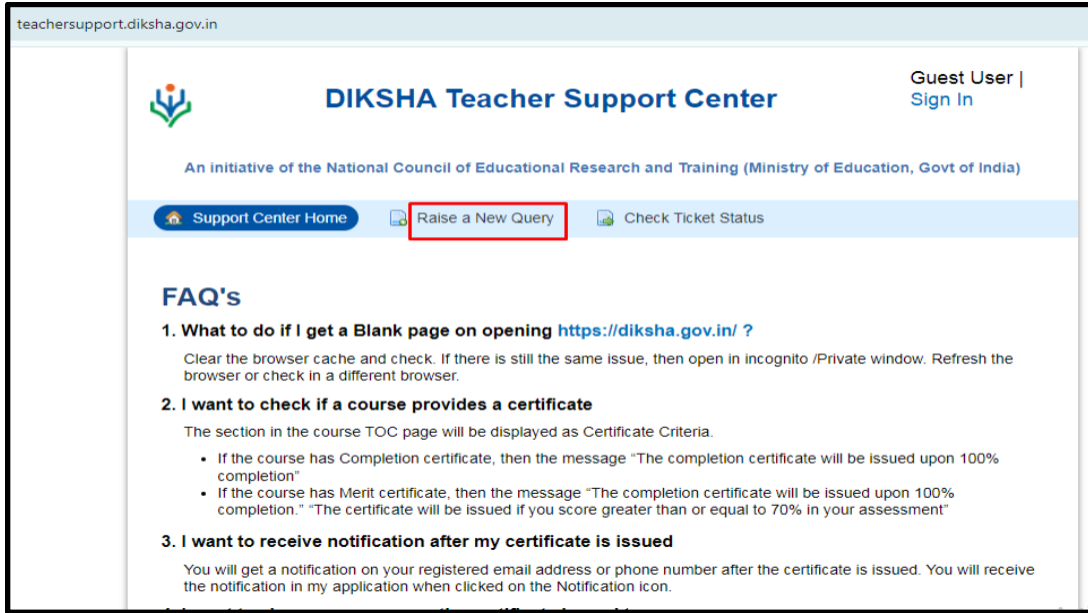 teachersupport.diksha.gov.in
Guest User |
Sign In
DIKSHA Teacher Support Center
An initiative of the National Council of Educational Research and Training (Ministry of Education, Govt of India)
Support Center Home Raise a New Query Check Ticket Status
FAQ's
1. What to do if I get a Blank page on opening https://diksha.gov.in/ ?
Clear the browser cache and check. If there is still the same issue, then open in incognito /Private window. Refresh the
browser or check in a different browser.
2. I want to check if a course provides a certificate
The section in the course TOC page will be displayed as Certificate Criteria.
• If the course has Completion certificate, then the message “The completion certificate will be issued upon 100%
completion”
• If the course has Merit certificate, then the message “The completion certificate will be issued upon 100%
completion.” “The certificate will be issued if you score greater than or equal to 70% in your assessment”
3. I want to receive notification after my certificate is issued
You will get a notification on your registered email address or phone number after the certificate is issued. You will receive
the notification in my application when clicked on the Notification icon.